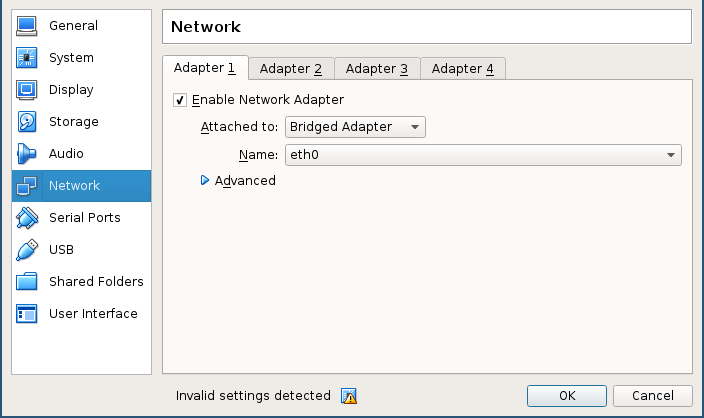 General
System
Display
Storage
Audio
Network
Serial Ports
USB
Shared Folders
User Interface
Network
Adapter 1 Adapter 2 Adapter 3 Adapter 4
Enable Network Adapter
Attached to: Bridged Adapter
Name: eth0
Advanced
Invalid settings detected
OK Cancel